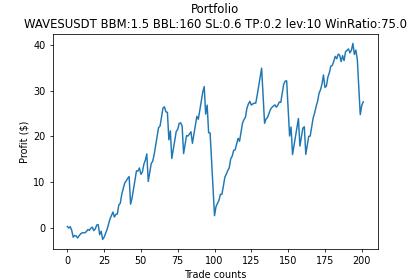 Portfolio
WAVESUSDT BBM:1.5 BBL:160 SL:0.6 TP:0.2 lev:10 WinRatio:75.0
40
30
20
10
0
Profit ($)
0 25 50 75 100 125 150 175 200
Trade counts